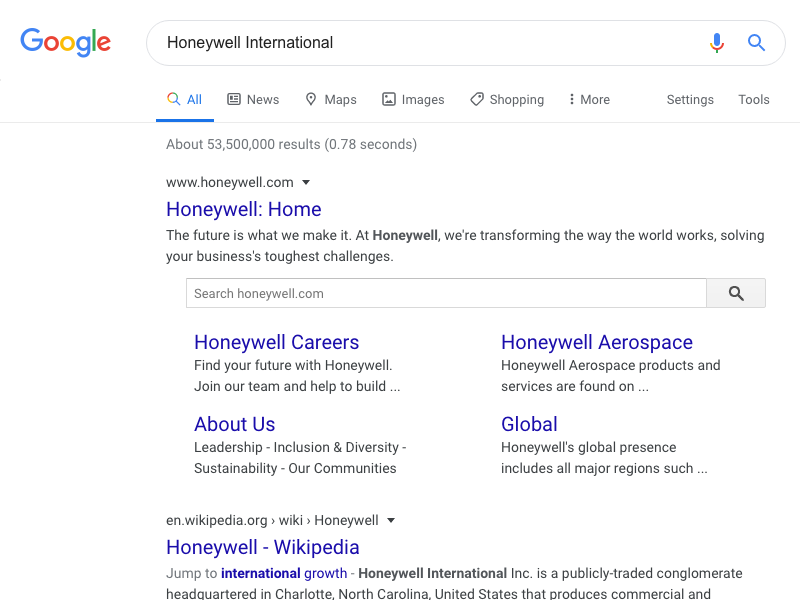 Google
Honeywell International
All News Maps Images Shopping More Settings Tools
About 53,500,000 results (0.78 seconds)
www.honeywell.com
Honeywell: Home
The future is what we make it. At Honeywell, we're transforming the way the world works, solving
your business's toughest challenges.
Search honeywell.com
Honeywell Careers
Find your future with Honeywell.
Join our team and help to build ...
Honeywell Aerospace
Honeywell Aerospace products and
services are found on ...
About Us
Leadership - Inclusion & Diversity -
Sustainability - Our Communities
Global
Honeywell's global presence
includes all major regions such ...
en.wikipedia.org › wiki › Honeywell
Honeywell - Wikipedia
Jump to international growth - Honeywell International Inc. is a publicly-traded conglomerate
headquartered in Charlotte, North Carolina, United States that produces commercial and